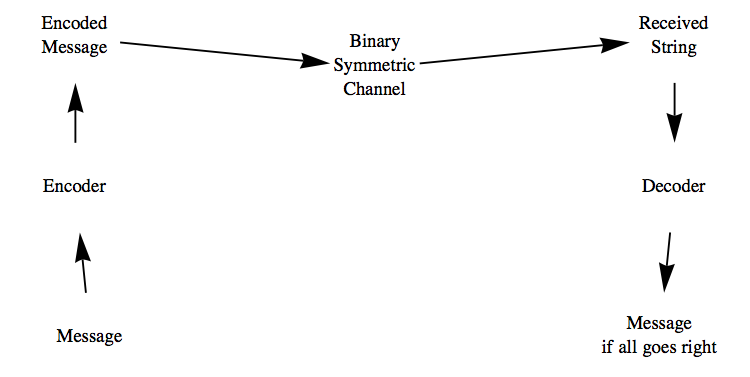 Encoded
Message
Binary
Symmetric
Channel
Received
String
Encoder
Decoder
Message
Message
if all goes right